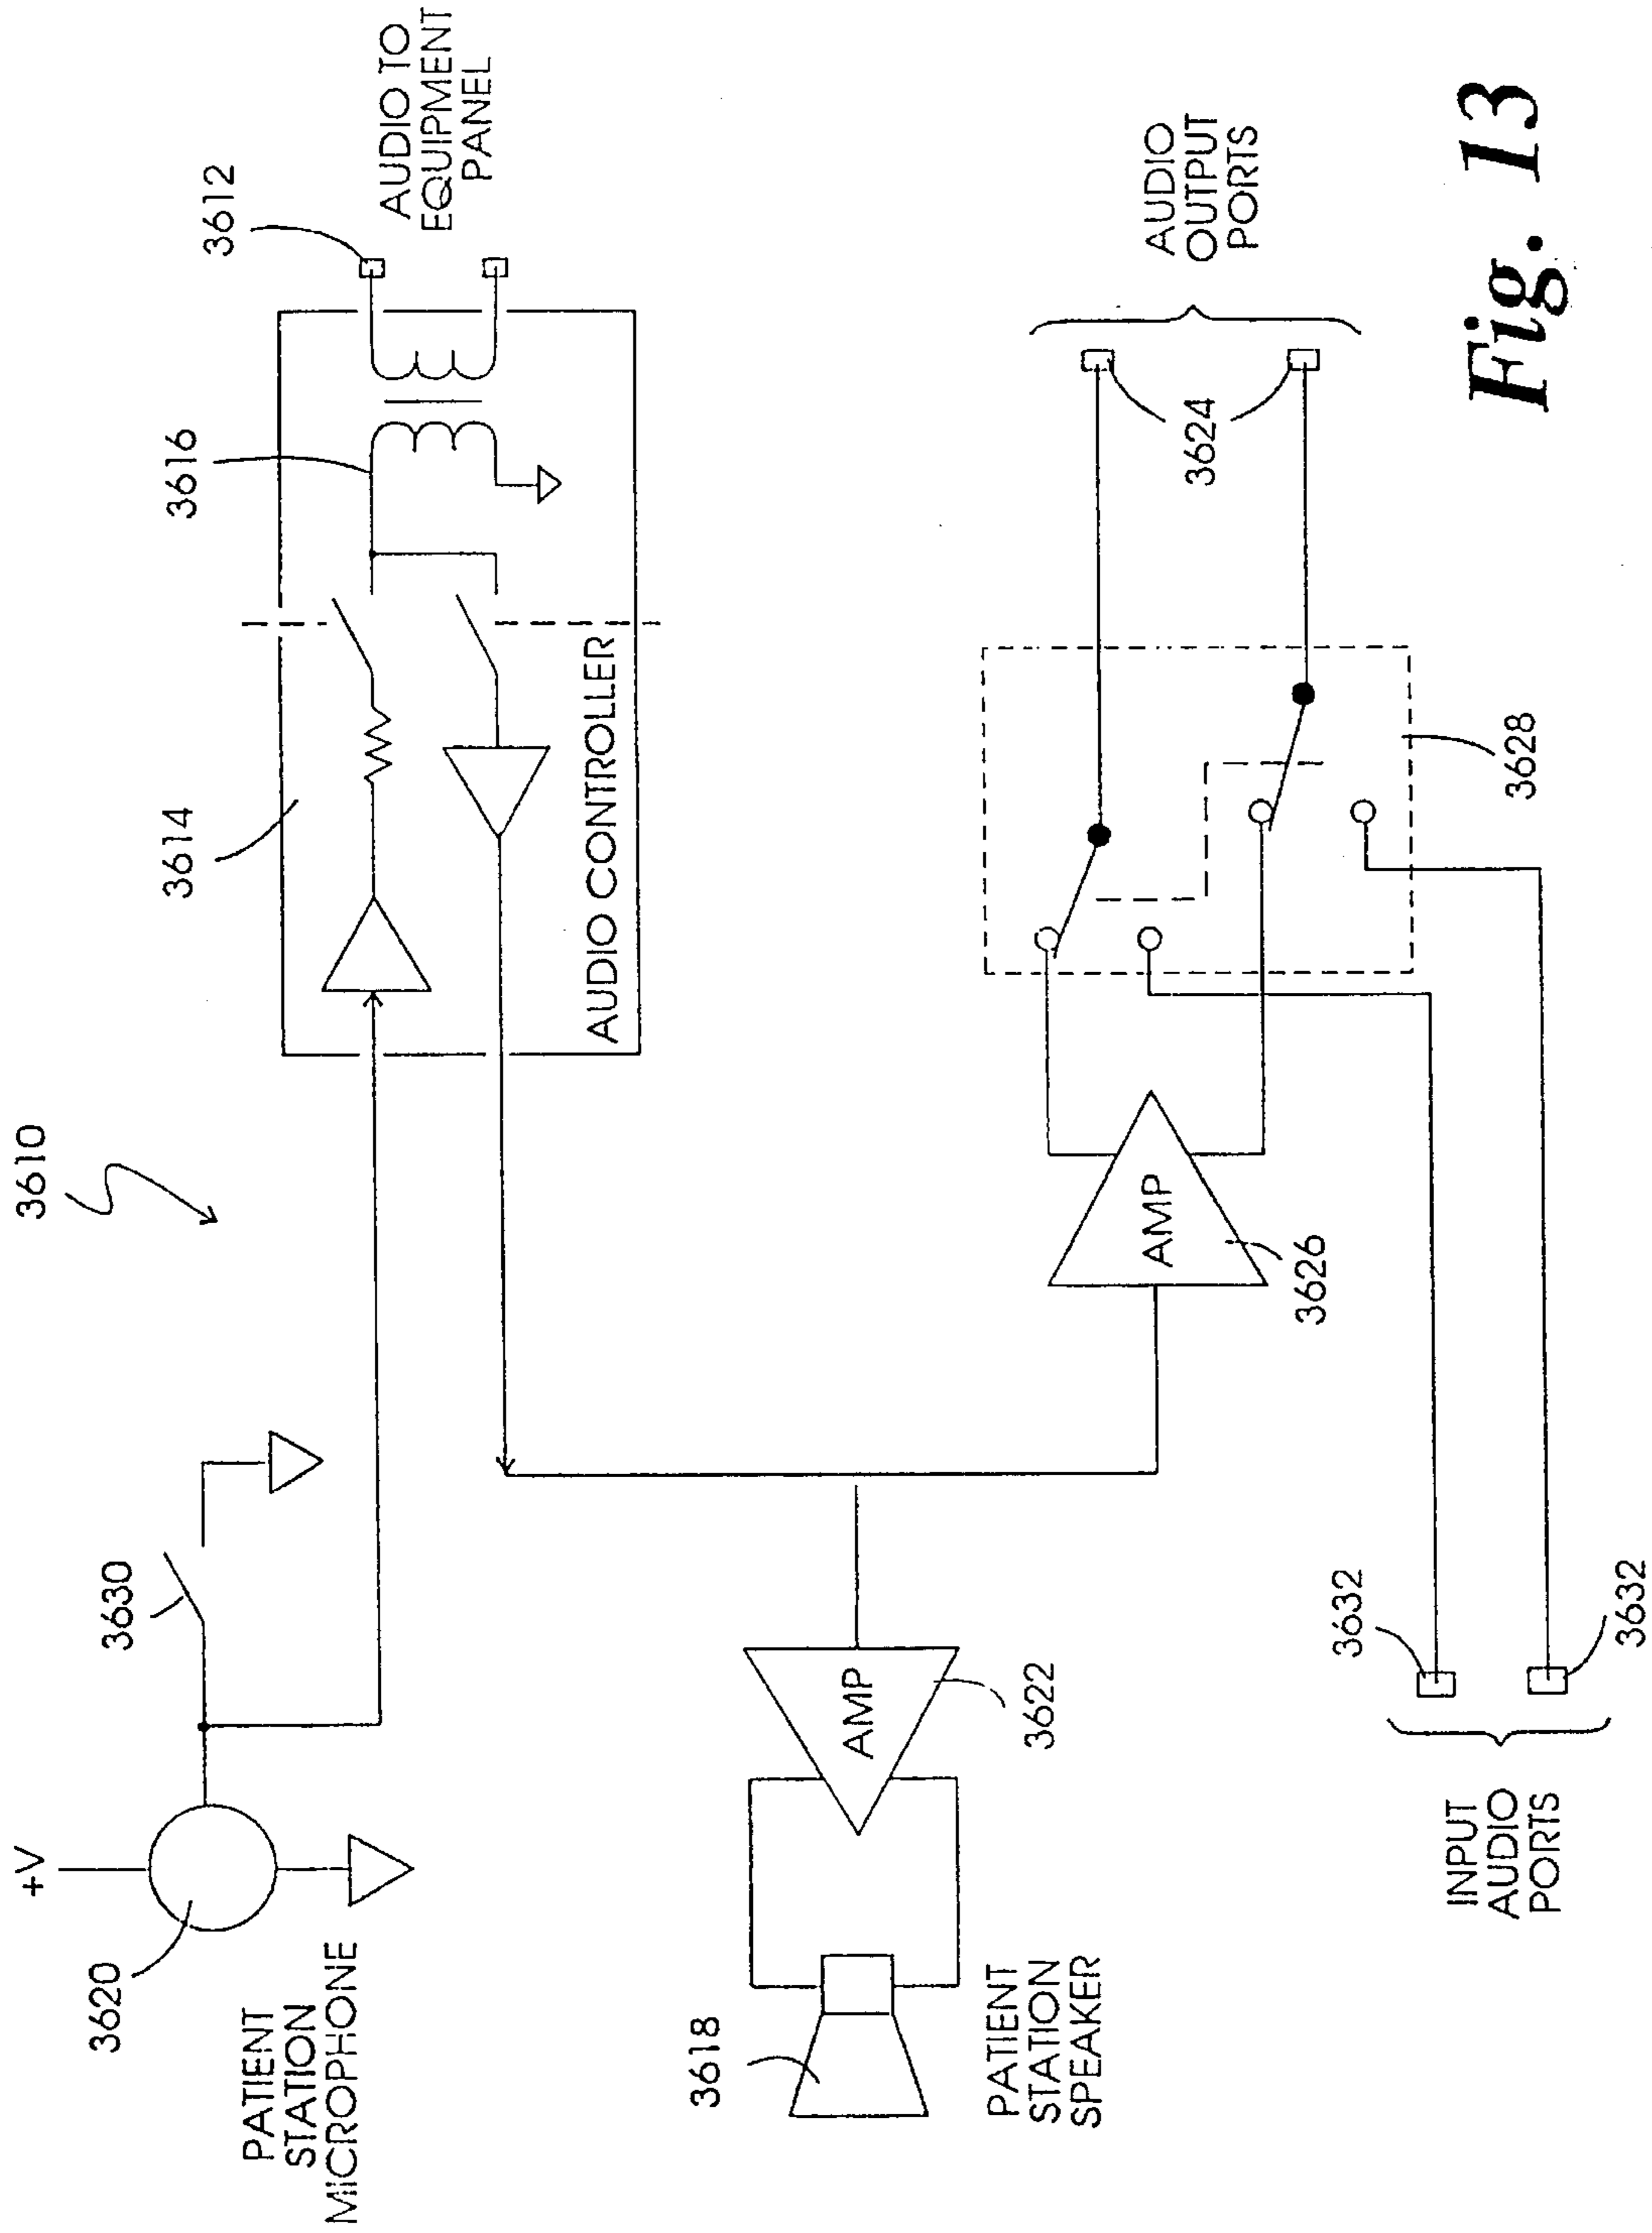 3610
+V
3620
PATIENT
STATION
MICROPHONE
3630
3614
3616
3612
AUDIO TO
EQUIPMENT
PANEL
AUDIO CONTROLLER
3618
PATIENT
STATION
SPEAKER
AMP
3622
AMP
3626
3628
3624
AUDIO
OUTPUT
PORTS
3632
3632
INPUT
AUDIO
PORTS
Fig. 13